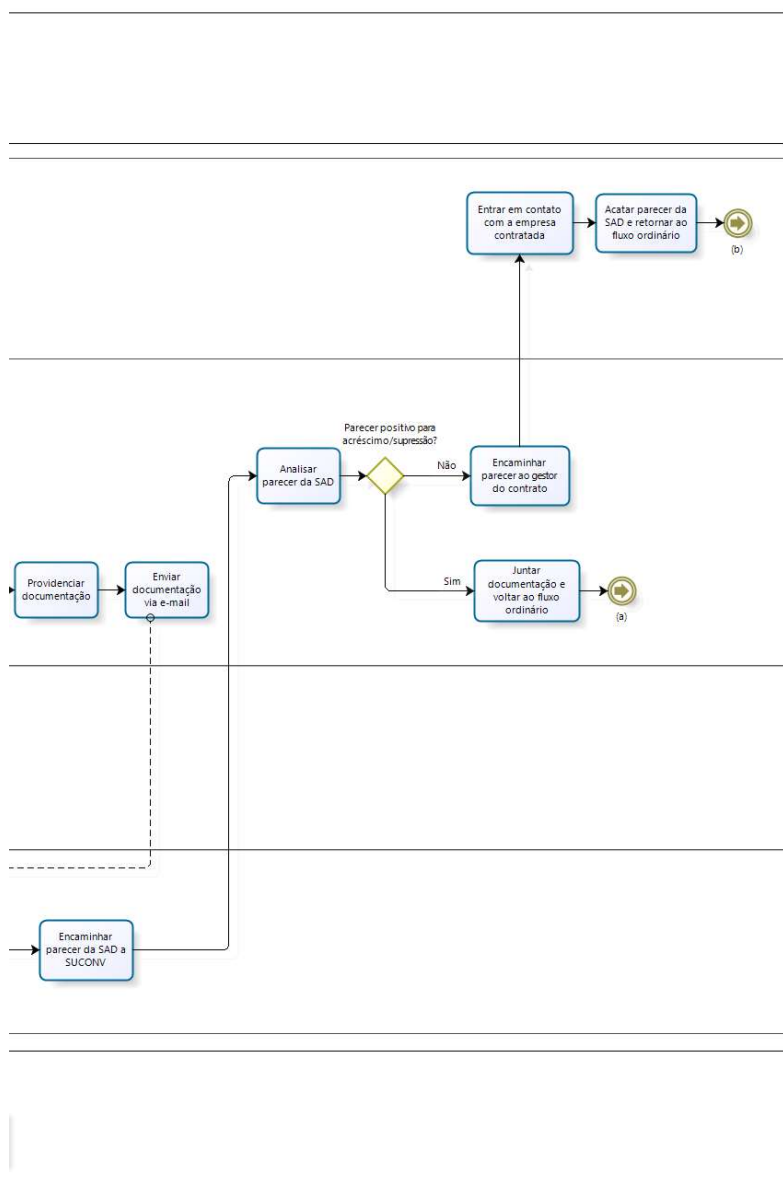 Entrar em contato
com a empresa
contratada
Acatar parecer da
SAD e retornar ao
fluxo ordinário
(b)
Parecer positivo para
acréscimo/supressão?
Analisar
parecer da SAD
Não
Encaminhar
parecer ao gestor
do contrato
Sim
Juntar
documentação e
voltar ao fluxo
ordinário
(a)
Providenciar
documentação
Enviar
documentação
via e-mail
Encaminhar
parecer da SAD a
SUCONV